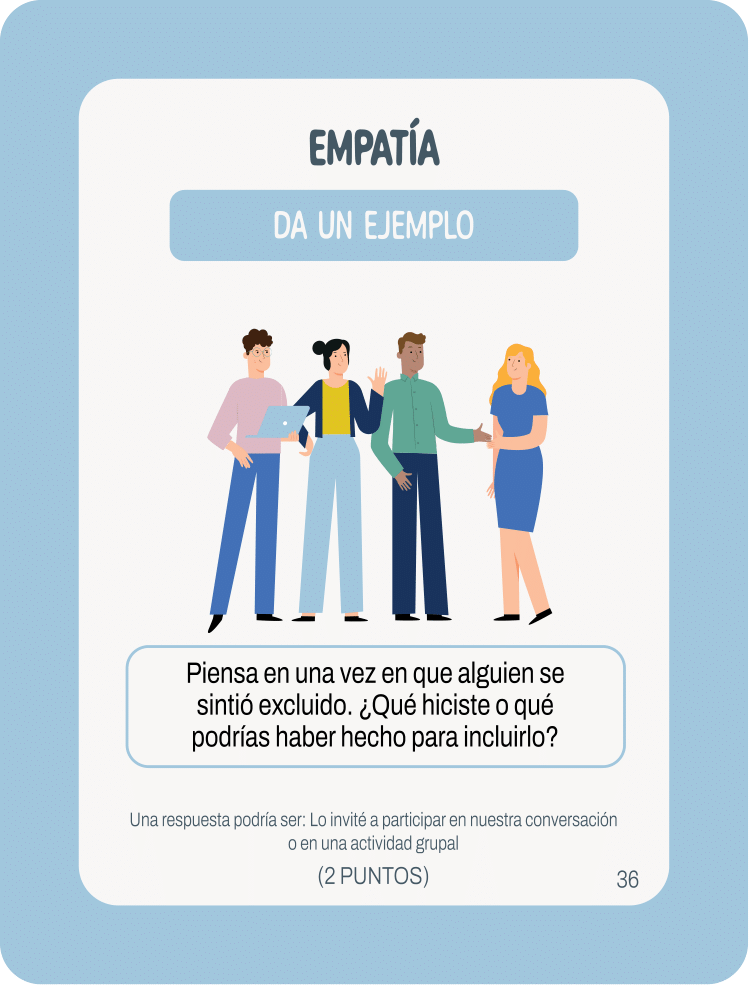 EMPATÍA
DA UN EJEMPLO
Piensa en una vez en que alguien se
sintió excluido. ¿Qué hiciste o qué
podrías haber hecho para incluirlo?
Una respuesta podría ser: Lo invité a participar en nuestra conversación
o en una actividad grupal
(2 PUNTOS)
36